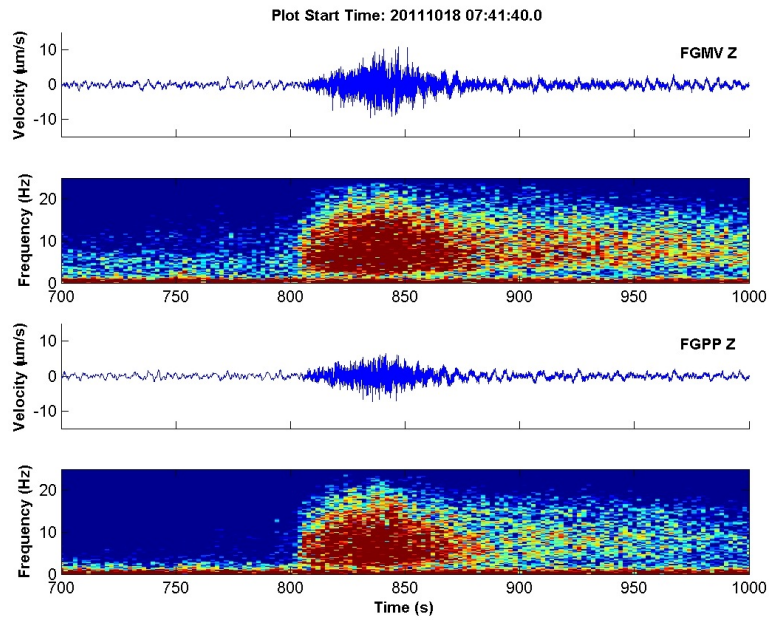 Plot Start Time: 20111018 07:41:40.0
Velocity (µm/s)
10
0
-10
FGMV Z
Frequency (Hz)
20
10
0
700 750 800 850 900 950 1000
Velocity (µm/s)
10
0
-10
FGPP Z
Frequency (Hz)
20
10
0
700 750 800 850 900 950 1000
Time (s)